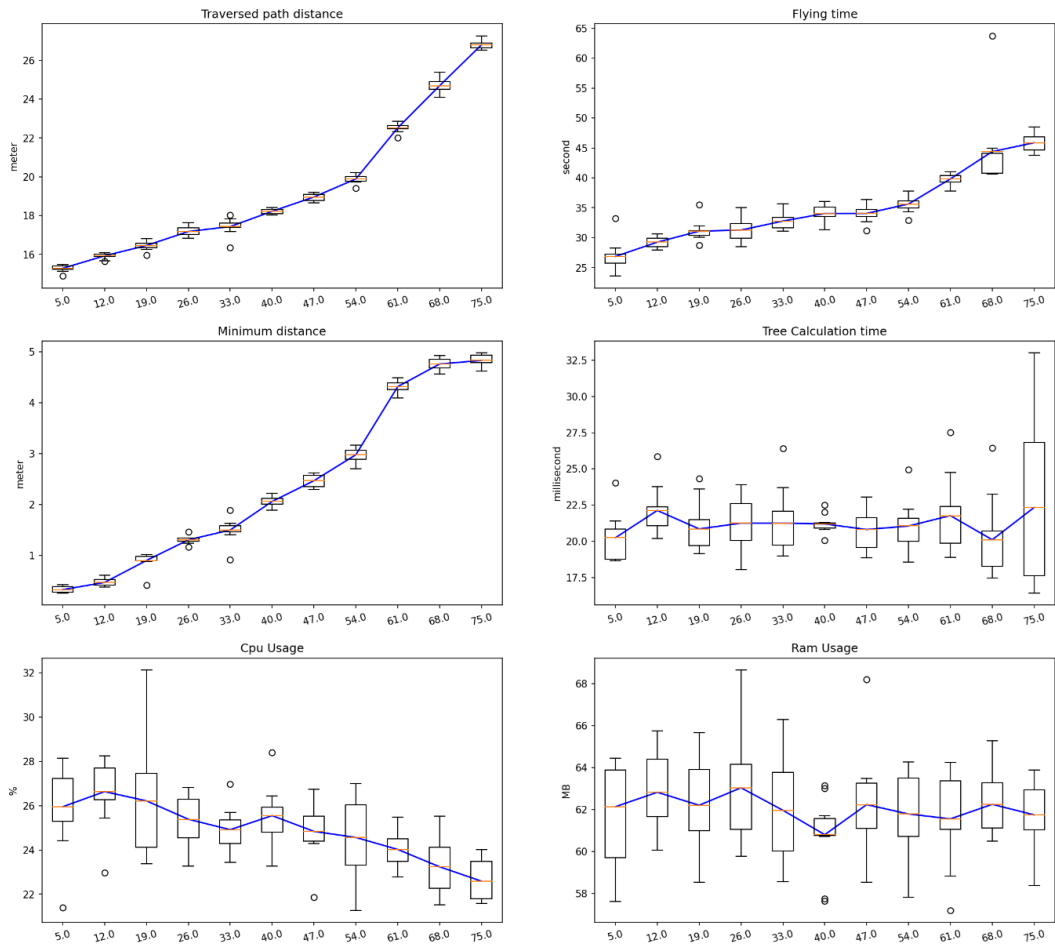 Traversed path distance
meter
26
24
22
20
18
16
5.0 12.0 19.0 26.0 33.0 40.0 47.0 54.0 61.0 68.0 75.0
Flying time
second
65
60
55
50
45
40
35
30
25
5.0 12.0 19.0 26.0 33.0 40.0 47.0 54.0 61.0 68.0 75.0
Minimum distance
meter
5
4
3
2
1
5.0 12.0 19.0 26.0 33.0 40.0 47.0 54.0 61.0 68.0 75.0
Tree Calculation time
millisecond
32.5
30.0
27.5
25.0
22.5
20.0
17.5
5.0 12.0 19.0 26.0 33.0 40.0 47.0 54.0 61.0 68.0 75.0
Cpu Usage
%
32
30
28
26
24
22
5.0 12.0 19.0 26.0 33.0 40.0 47.0 54.0 61.0 68.0 75.0
Ram Usage
MB
68
66
64
62
60
58
5.0 12.0 19.0 26.0 33.0 40.0 47.0 54.0 61.0 68.0 75.0